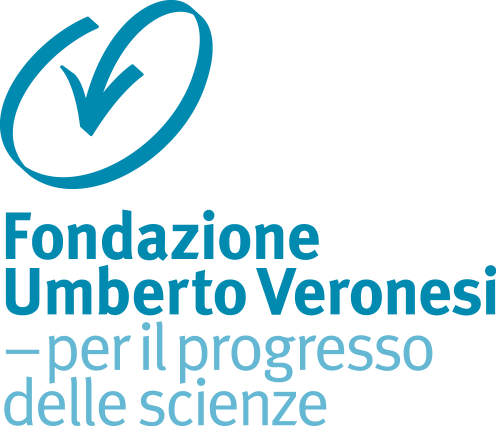 Fondazione
Umberto Veronesi
–per il progresso
delle scienze